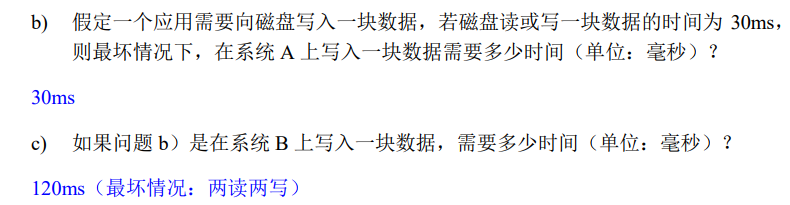 b) 假定一个应用需要向磁盘写入一块数据，若磁盘读或写一块数据的时间为 30ms，
则最坏情况下，在系统 A 上写入一块数据需要多少时间（单位：毫秒）？
30ms
c) 如果问题 b）是在系统 B 上写入一块数据，需要多少时间（单位：毫秒）？
120ms（最坏情况：两读两写）